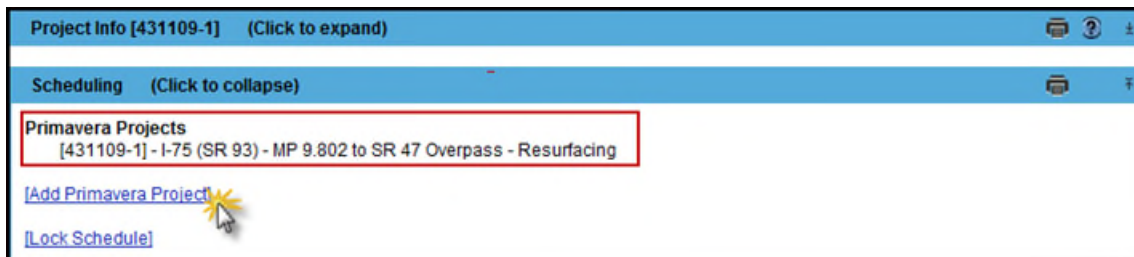 Project Info [431109-1] (Click to expand)
Scheduling (Click to collapse)
Primavera Projects
[431109-1] - I-75 (SR 93) - MP 9.802 to SR 47 Overpass - Resurfacing
[Add Primavera Project]
[Lock Schedule]